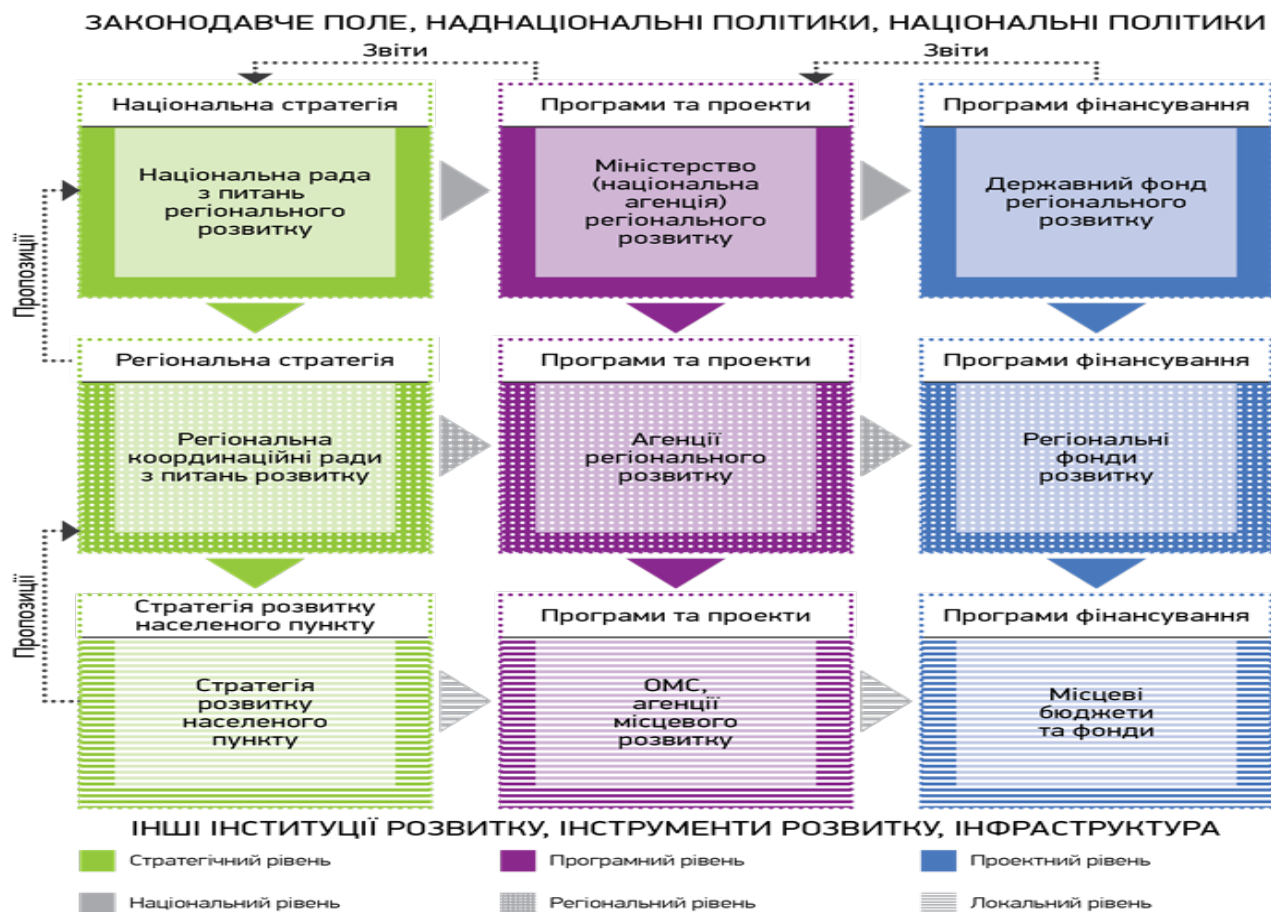 ЗАКОНОДАВЧЕ ПОЛЕ, НАДНАЦІОНАЛЬНІ ПОЛІТИКИ, НАЦІОНАЛЬНІ ПОЛІТИКИ
Звіти
Звіти
Національна стратегія
Програми та проекти
Програми фінансування
Національна рада
з питань
регіонального
розвитку
Міністерство
(національна
агенція)
регіонального
розвитку
Державний фонд
регіонального
розвитку
Пропозиції
Регіональна стратегія
Програми та проекти
Програми фінансування
Регіональна
координаційні ради
з питань розвитку
Агенції
регіонального
розвитку
Регіональні
фонди
розвитку
Пропозиції
Стратегія розвитку
населеного пункту
Програми та проекти
Програми фінансування
Стратегія
розвитку
населеного
пункту
ОМС,
агенції
місцевого
розвитку
Місцеві
бюджети
та фонди
ІНШІ ІНСТИТУЦІЇ РОЗВИТКУ, ІНСТРУМЕНТИ РОЗВИТКУ, ІНФРАСТРУКТУРА
Стратегічний рівень
Програмний рівень
Проектний рівень
Національний рівень
Регіональний рівень
Локальний рівень